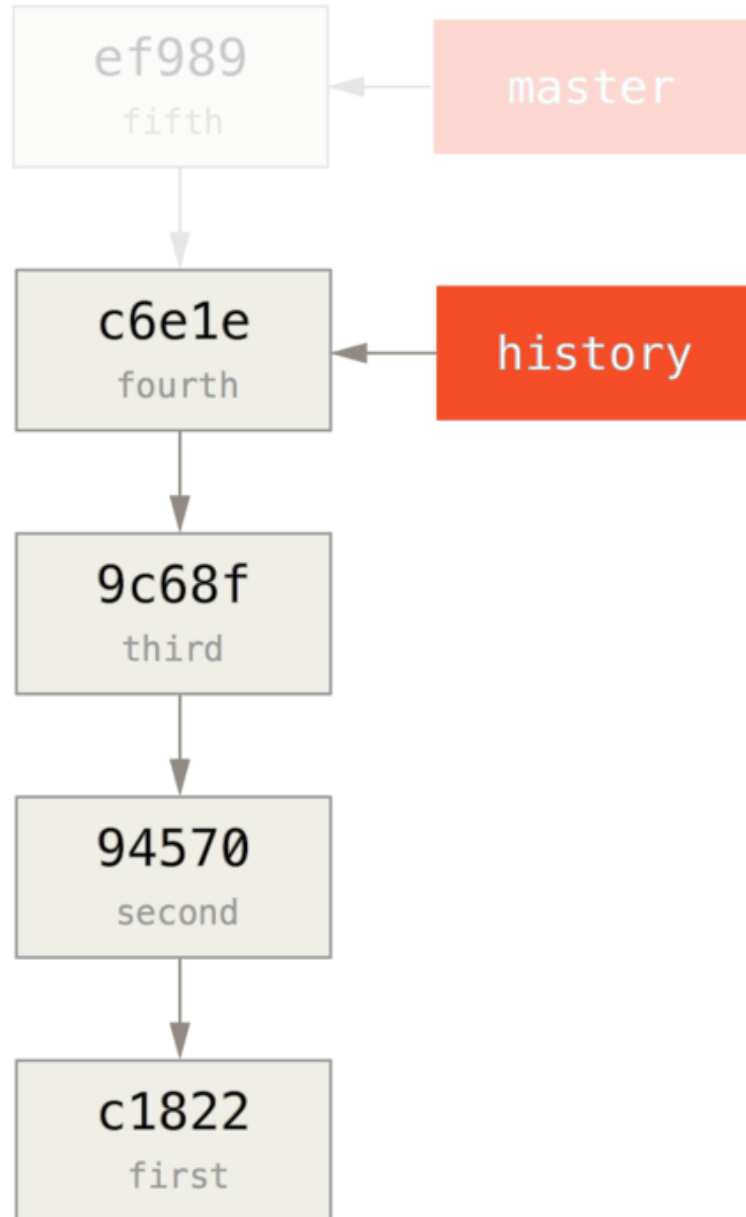 ef989
fifth
master
c6e1e
fourth
history
9c68f
third
94570
second
c1822
first